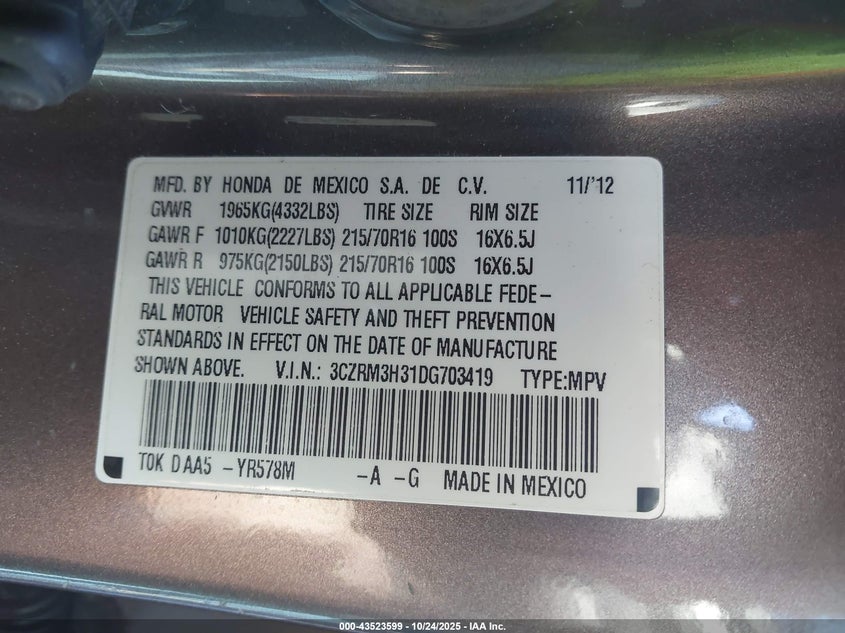 MFD. BY HONDA DE MEXICO S.A. DE C.V. 11/'12
GVWR 1965KG(4332LBS) TIRE SIZE RIM SIZE
GAWR F 1010KG(2227LBS) 215/70R16 100S 16X6.5J
GAWR R 975KG(2150LBS) 215/70R16 100S 16X6.5J
THIS VEHICLE CONFORMS TO ALL APPLICABLE FEDE-
RAL MOTOR VEHICLE SAFETY AND THEFT PREVENTION
STANDARDS IN EFFECT ON THE DATE OF MANUFACTURE
SHOWN ABOVE. V.I.N.: 3CZRM3H31DG703419 TYPE:MPV
T0K DAA5 -YR578M -A -G MADE IN MEXICO
000-43523599 - 10/24/2025 - IAA Inc.